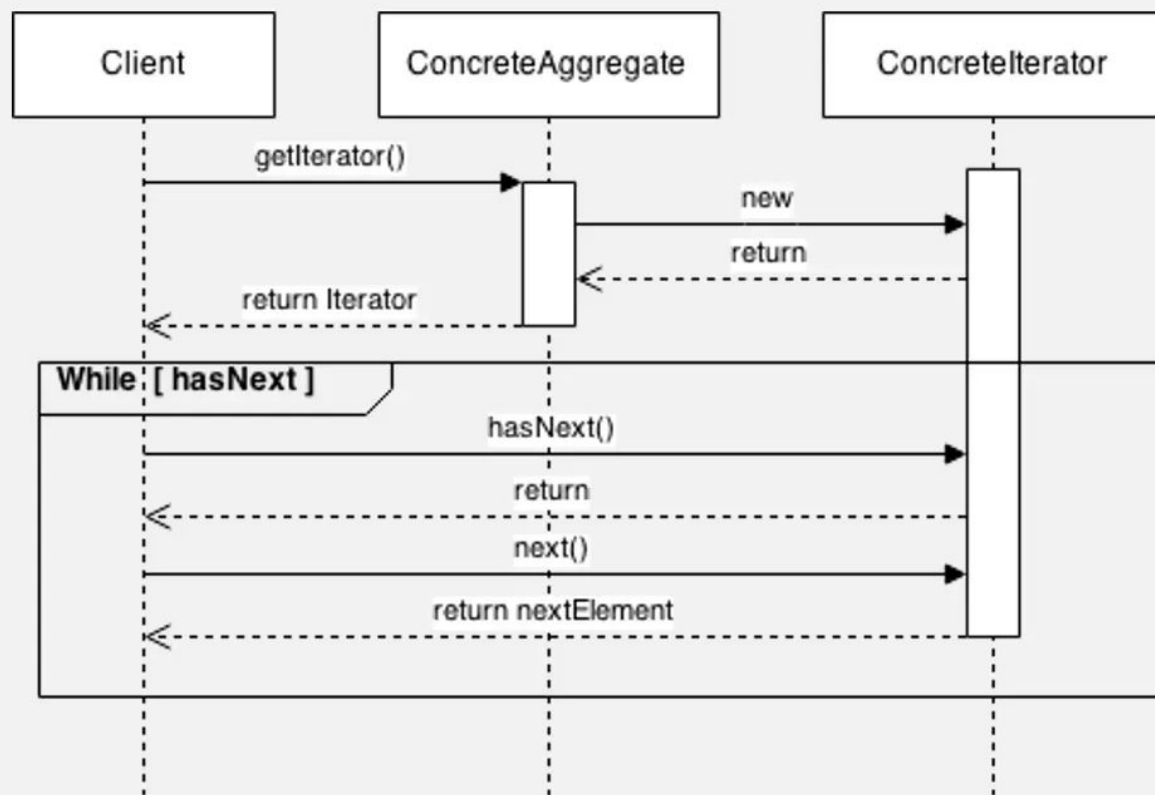 Client
ConcreteAggregate
ConcreteIterator
getIterator()
new
return
return Iterator
While [ hasNext ]
hasNext()
return
next()
return nextElement